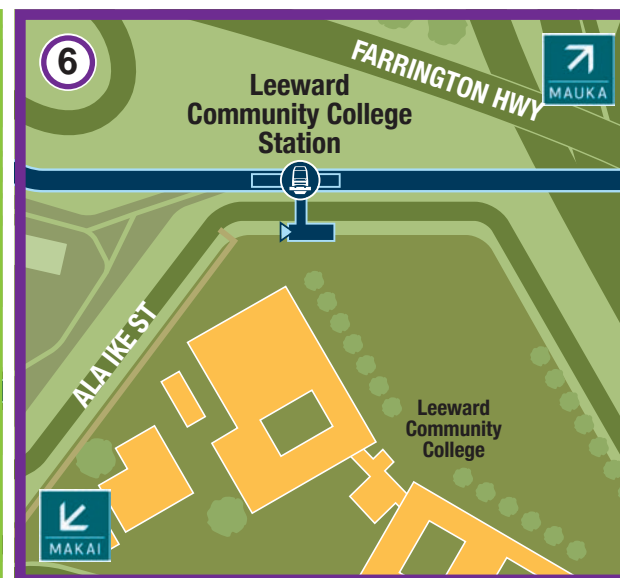 6
FARRINGTON HWY
MAUKA
Leeward
Community College
Station
ALA IKE ST
Leeward
Community
College
MAKAI